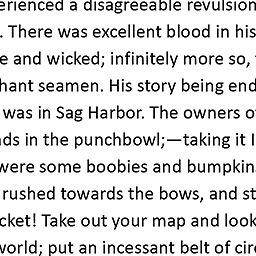 erienced a disagreeable revulsion
. There was excellent blood in his
e and wicked; infinitely more so,
hant seamen. His story being end
was in Sag Harbor. The owners o
ds in the punchbowl;—taking it I
were some boobies and bumpkin
rushed towards the bows, and st
cket! Take out your map and look
world; put an incessant belt of cir